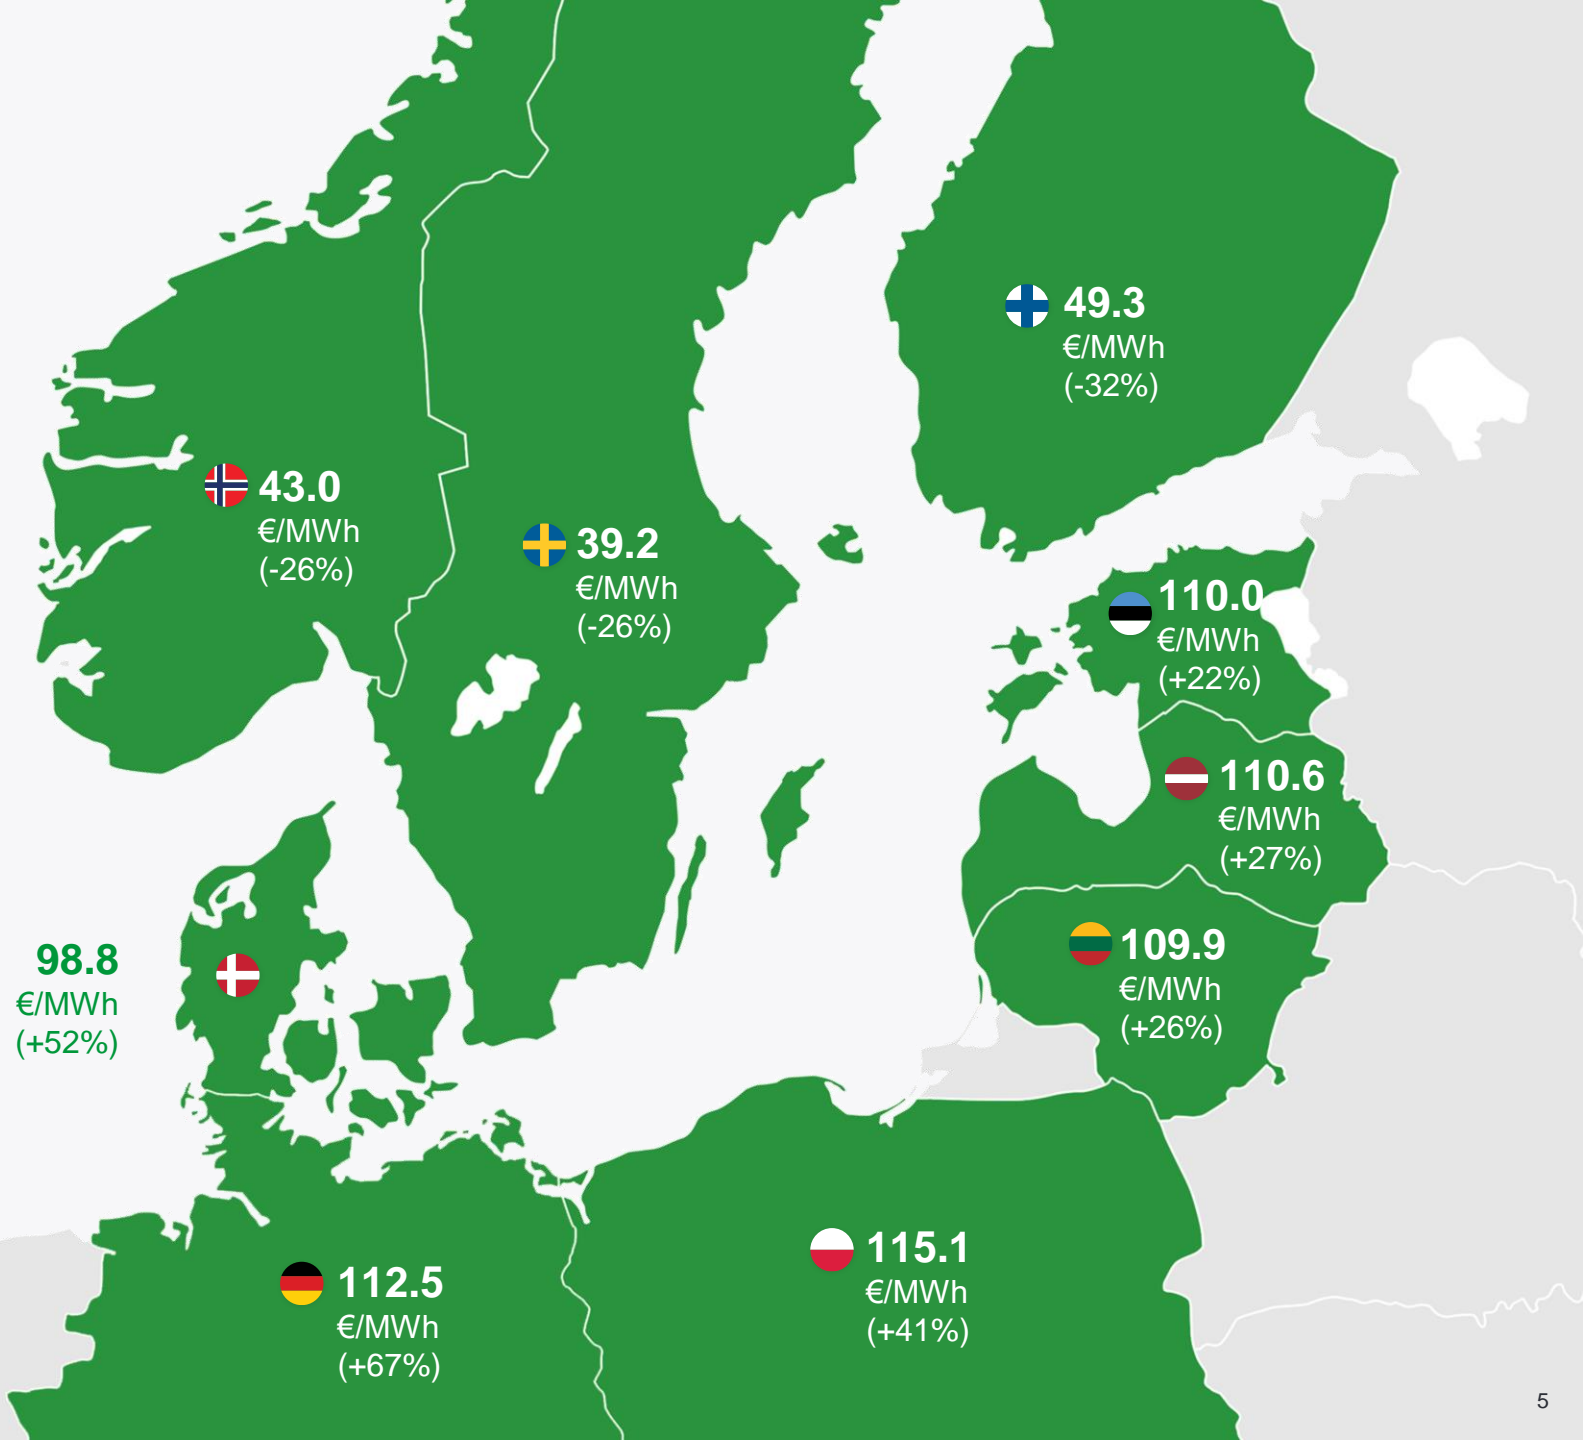 49.3
€/MWh
(-32%)
43.0
€/MWh
(-26%)
39.2
€/MWh
(-26%)
110.0
€/MWh
(+22%)
110.6
€/MWh
(+27%)
109.9
€/MWh
(+26%)
98.8
€/MWh
(+52%)
115.1
€/MWh
(+41%)
112.5
€/MWh
(+67%)
5